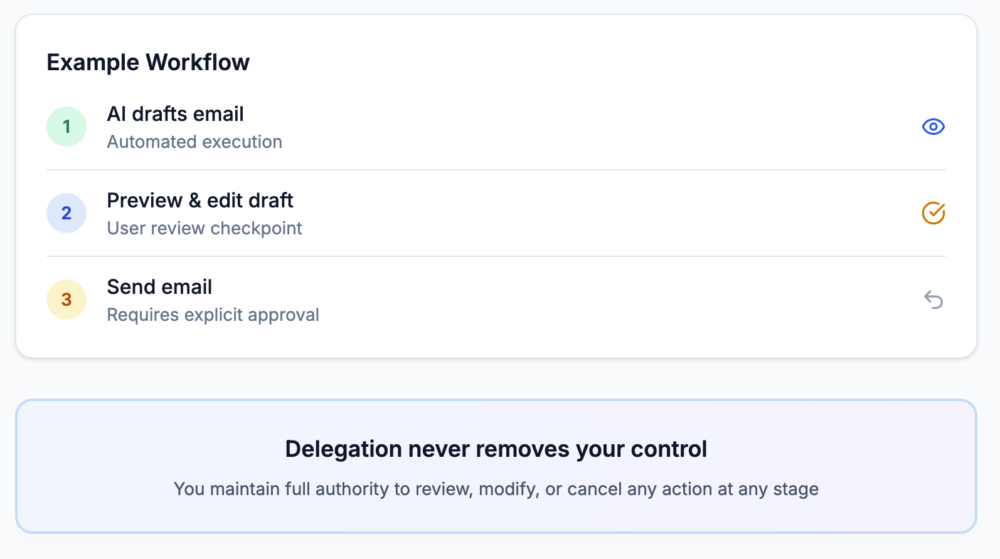 Example Workflow
1
AI drafts email
Automated execution
2
Preview & edit draft
User review checkpoint
3
Send email
Requires explicit approval
Delegation never removes your control
You maintain full authority to review, modify, or cancel any action at any stage